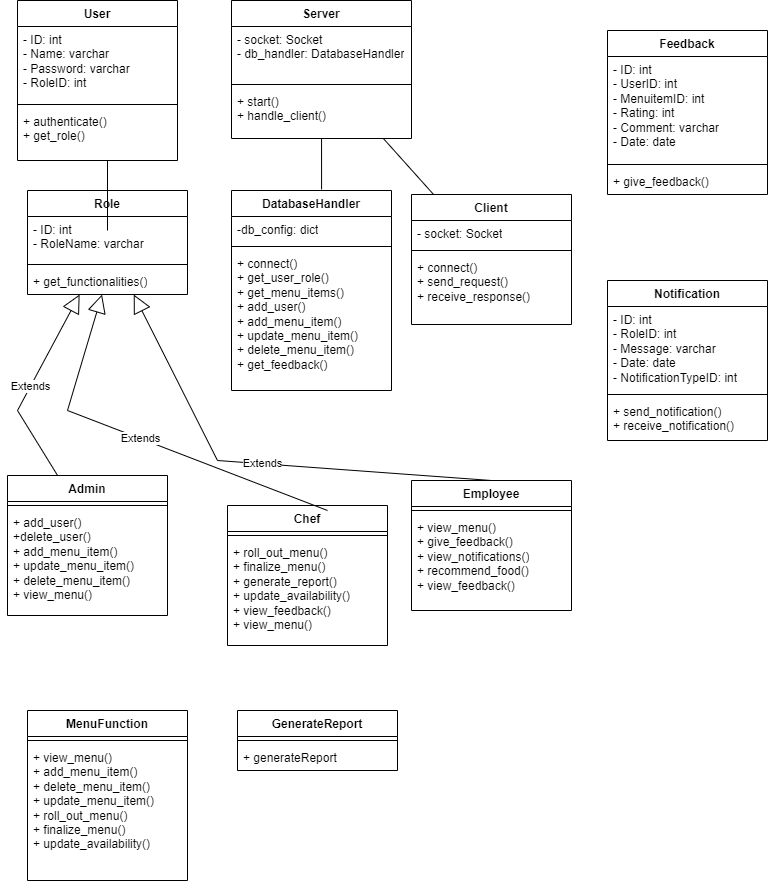 User
- ID: int
- Name: varchar
- Password: varchar
- RoleID: int
+ authenticate()
+ get_role()
Server
- socket: Socket
- db_handler: DatabaseHandler
+ start()
+ handle_client()
Feedback
- ID: int
- UserID: int
- MenuitemID: int
- Rating: int
- Comment: varchar
- Date: date
+ give_feedback()
Role
- ID: int
- RoleName: varchar
+ get_functionalities()
DatabaseHandler
-db_config: dict
+ connect()
+ get_user_role()
+ get_menu_items()
+ add_user()
+ add_menu_item()
+ update_menu_item()
+ delete_menu_item()
+ get_feedback()
Client
- socket: Socket
+ connect()
+ send_request()
+ receive_response()
Notification
- ID: int
- RoleID: int
- Message: varchar
- Date: date
- NotificationTypeID: int
+ send_notification()
+ receive_notification()
Extends
Extends
Extends
Admin
+ add_user()
+delete_user()
+ add_menu_item()
+ update_menu_item()
+ delete_menu_item()
+ view_menu()
Chef
+ roll_out_menu()
+ finalize_menu()
+ generate_report()
+ update_availability()
+ view_feedback()
+ view_menu()
Employee
+ view_menu()
+ give_feedback()
+ view_notifications()
+ recommend_food()
+ view_feedback()
MenuFunction
+ view_menu()
+ add_menu_item()
+ delete_menu_item()
+ update_menu_item()
+ roll_out_menu()
+ finalize_menu()
+ update_availability()
GenerateReport
+ generateReport